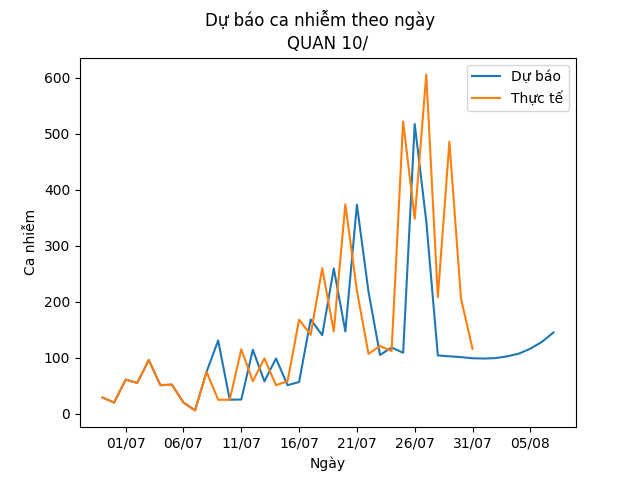 Dự báo ca nhiễm theo ngày
QUAN 10/
Dự báo
Thực tế
Ca nhiễm
600
500
400
300
200
100
0
01/07 06/07 11/07 16/07 21/07 26/07 31/07 05/08
Ngày